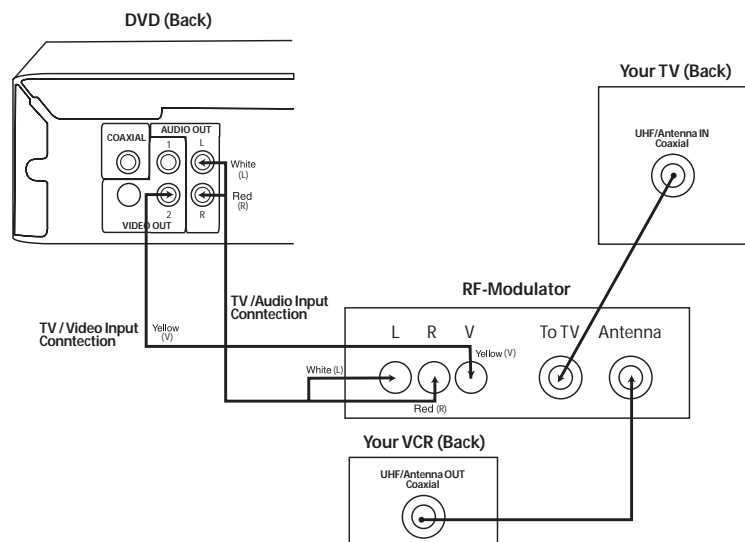 DVD (Back)
COAXIAL
AUDIO OUT
1
L
White
(L)
2
R
Red
(R)
VIDEO OUT
Your TV (Back)
UHF/Antenna IN
Coaxial
TV / Video Input
Conntection
Yellow
(V)
TV /Audio Input
Conntection
RF-Modulator
L R V To TV Antenna
Yellow (V)
White (L)
Red (R)
Your VCR (Back)
UHF/Antenna OUT
Coaxial